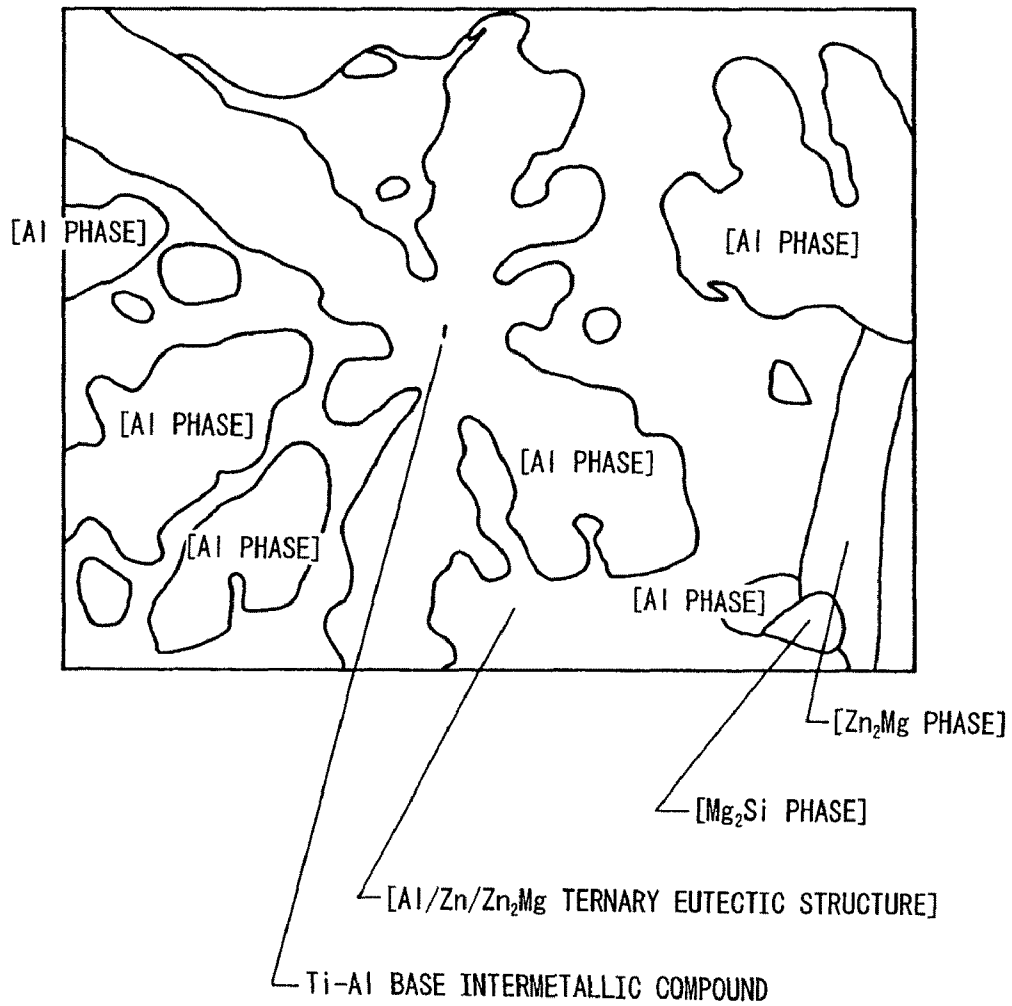 [Al PHASE]
[Al PHASE]
[Al PHASE]
[Al PHASE]
[Al PHASE]
[Al PHASE]
[Zn₂Mg PHASE]
[Mg₂Si PHASE]
[Al/Zn/Zn₂Mg TERNARY EUTECTIC STRUCTURE]
Ti-Al BASE INTERMETALLIC COMPOUND